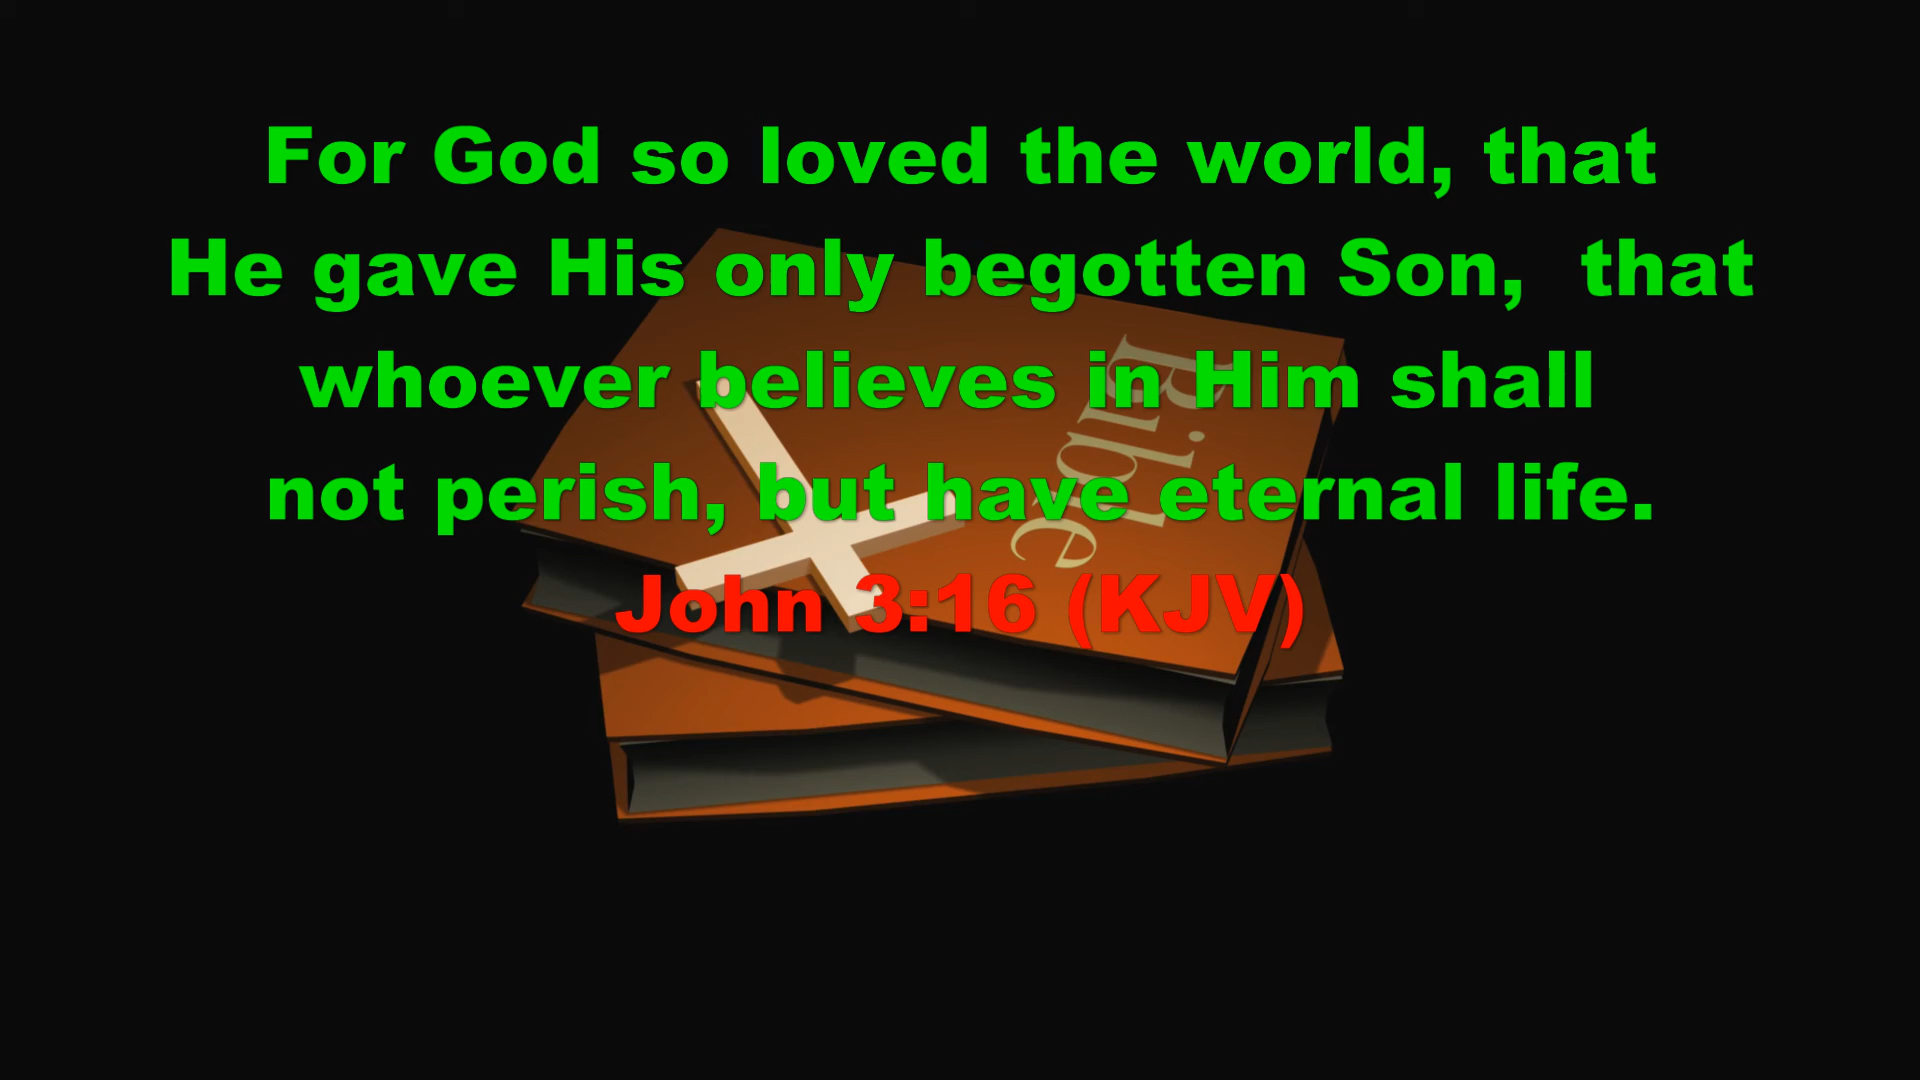 For God so loved the world, that
He gave His only begotten Son,  that
whoever believes in Him shall
not perish, but have eternal life.
John 3:16 (KJV)
Bible